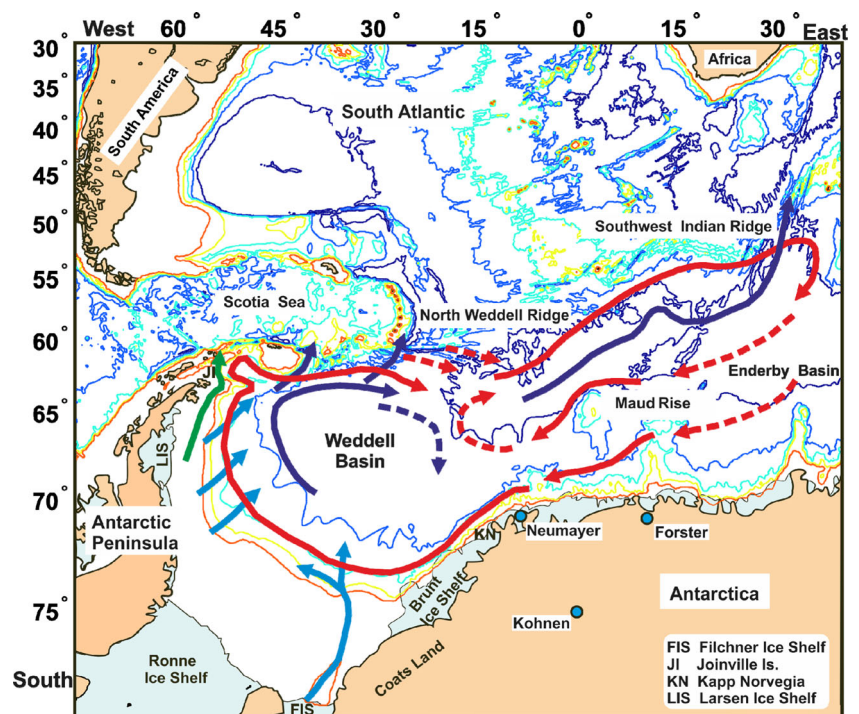 West 60° 45° 30° 15° 0° 15° 30° East
30°
35°
40°
45°
50°
55°
60°
65°
70°
75°
South
South America
Africa
South Atlantic
Southwest Indian Ridge
Scotia Sea
North Weddell Ridge
Enderby Basin
JI
Maud Rise
LIS
Weddell
Basin
Antarctic
Peninsula
KN
Neumayer
Forster
Brunt
Ice Shelf
Antarctica
Kohnen
Coats Land
Ronne
Ice Shelf
FIS
FIS Filchner Ice Shelf
JI Joinville Is.
KN Kapp Norvegia
LIS Larsen Ice Shelf